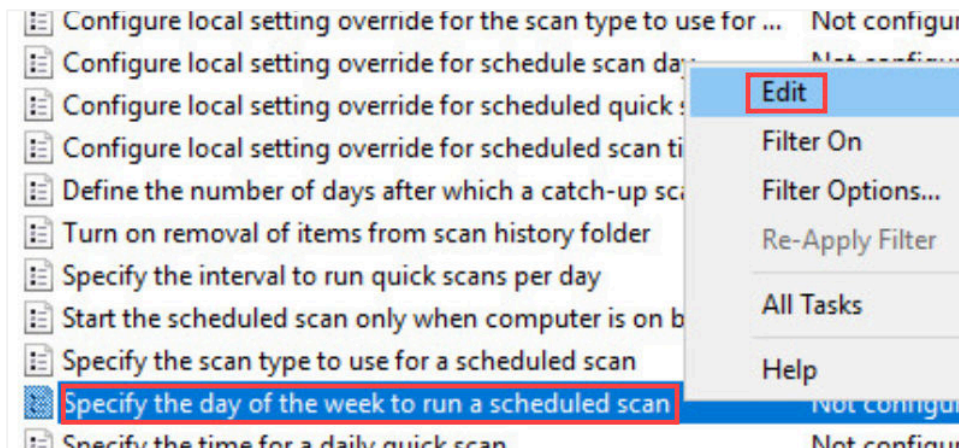 Configure local setting override for the scan type to use for ... Not configur
Configure local setting override for schedule scan day
Edit
Configure local setting override for scheduled quick s
Filter On
Configure local setting override for scheduled scan ti
Define the number of days after which a catch-up sca
Filter Options...
Turn on removal of items from scan history folder
Re-Apply Filter
Specify the interval to run quick scans per day
All Tasks
Start the scheduled scan only when computer is on b
Specify the scan type to use for a scheduled scan
Help
Specify the day of the week to run a scheduled scan Not configur
Specify the time for a daily quick scan Not configur